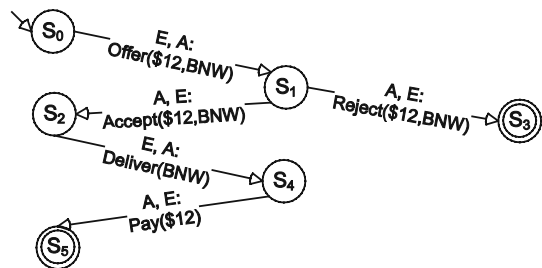 S0
E, A:
Offer($12,BNW)
S1
A, E:
Accept($12,BNW)
A, E:
Reject($12,BNW)
S2
S3
E, A:
Deliver(BNW)
S4
A, E:
Pay($12)
S5